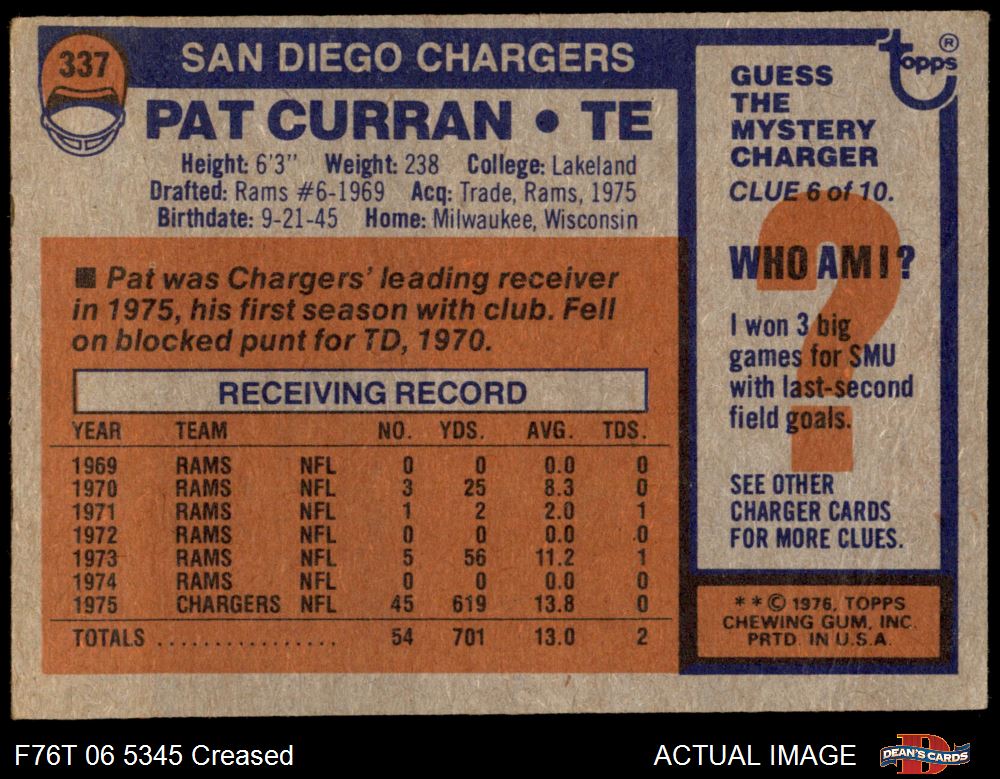 337
SAN DIEGO CHARGERS
PAT CURRAN • TE
Height: 6'3" Weight: 238 College: Lakeland
Drafted: Rams #6-1969 Acq: Trade, Rams, 1975
Birthdate: 9-21-45 Home: Milwaukee, Wisconsin
■ Pat was Chargers' leading receiver
in 1975, his first season with club. Fell
on blocked punt for TD, 1970.
RECEIVING RECORD
YEAR TEAM NO. YDS. AVG. TDS.
1969 RAMS NFL 0 0 0.0 0
1970 RAMS NFL 3 25 8.3 0
1971 RAMS NFL 1 2 2.0 1
1972 RAMS NFL 0 0 0.0 0
1973 RAMS NFL 5 56 11.2 1
1974 RAMS NFL 0 0 0.0 0
1975 CHARGERS NFL 45 619 13.8 0
TOTALS ................ 54 701 13.0 2
topps ®
GUESS
THE
MYSTERY
CHARGER
CLUE 6 of 10.
WHO AM I ?
I won 3 big
games for SMU
with last-second
field goals.
SEE OTHER
CHARGER CARDS
FOR MORE CLUES.
* * © 1976, TOPPS
CHEWING GUM, INC.
PRTD. IN U.S.A.
F76T 06 5345 Creased
ACTUAL IMAGE
DEAN'S CARDS